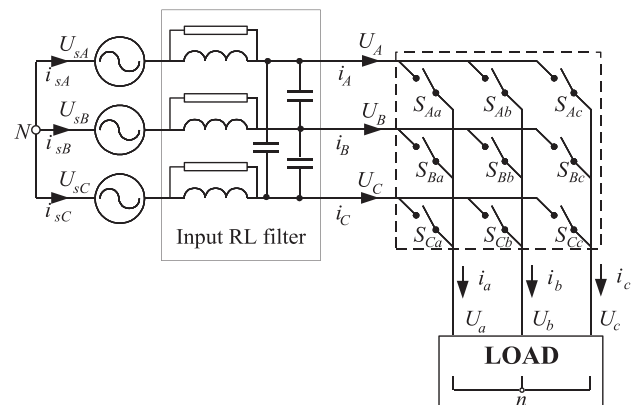 U_sA
i_sA
U_A
i_A
S_Aa S_Ab S_Ac
N
U_sB
i_sB
U_B
i_B
S_Ba S_Bb S_Bc
U_sC
i_sC
U_C
i_C
S_Ca S_Cb S_Cc
Input RL filter
i_a i_b i_c
U_a U_b U_c
LOAD
n